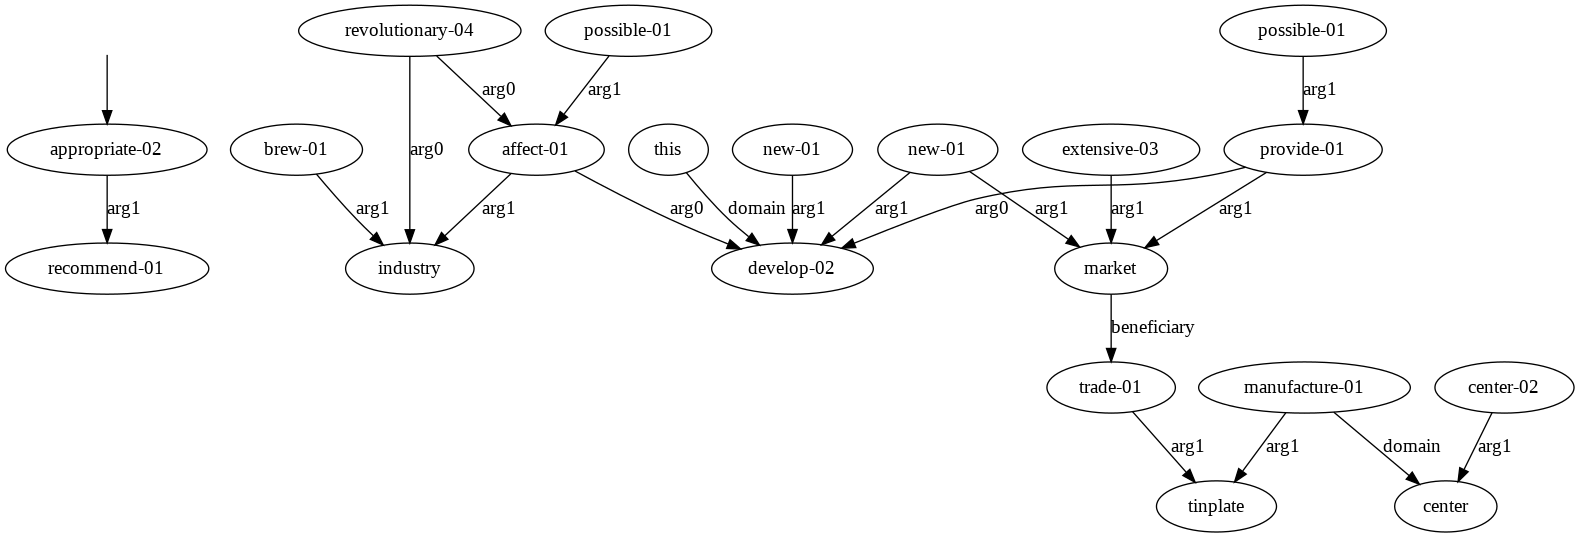 revolutionary-04 possible-01 possible-01
arg0 arg1 arg1
appropriate-02 brew-01 affect-01 this new-01 new-01 extensive-03 provide-01
arg0
arg1 arg1 arg1 arg0 domain arg1 arg1 arg0 arg1 arg1 arg1
recommend-01 industry develop-02 market
beneficiary
trade-01 manufacture-01 center-02
arg1 arg1 domain arg1
tinplate center